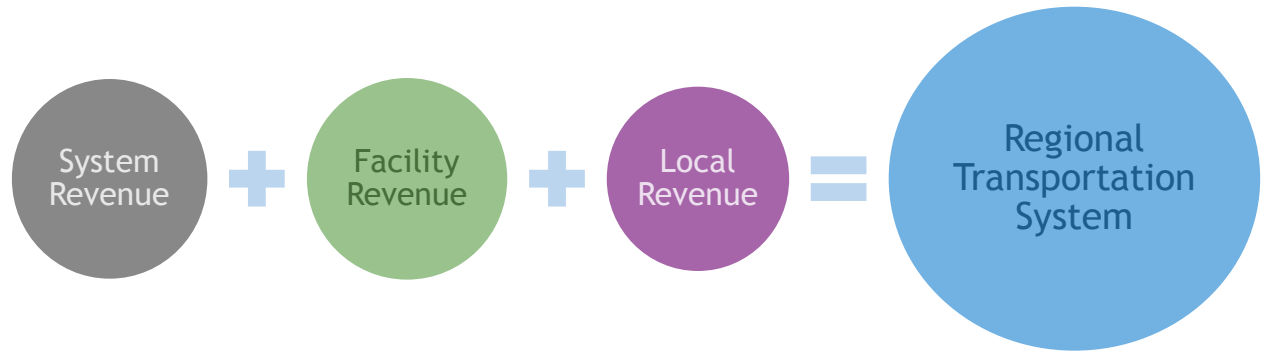 System
Revenue
Facility
Revenue
Local
Revenue
Regional
Transportation
System